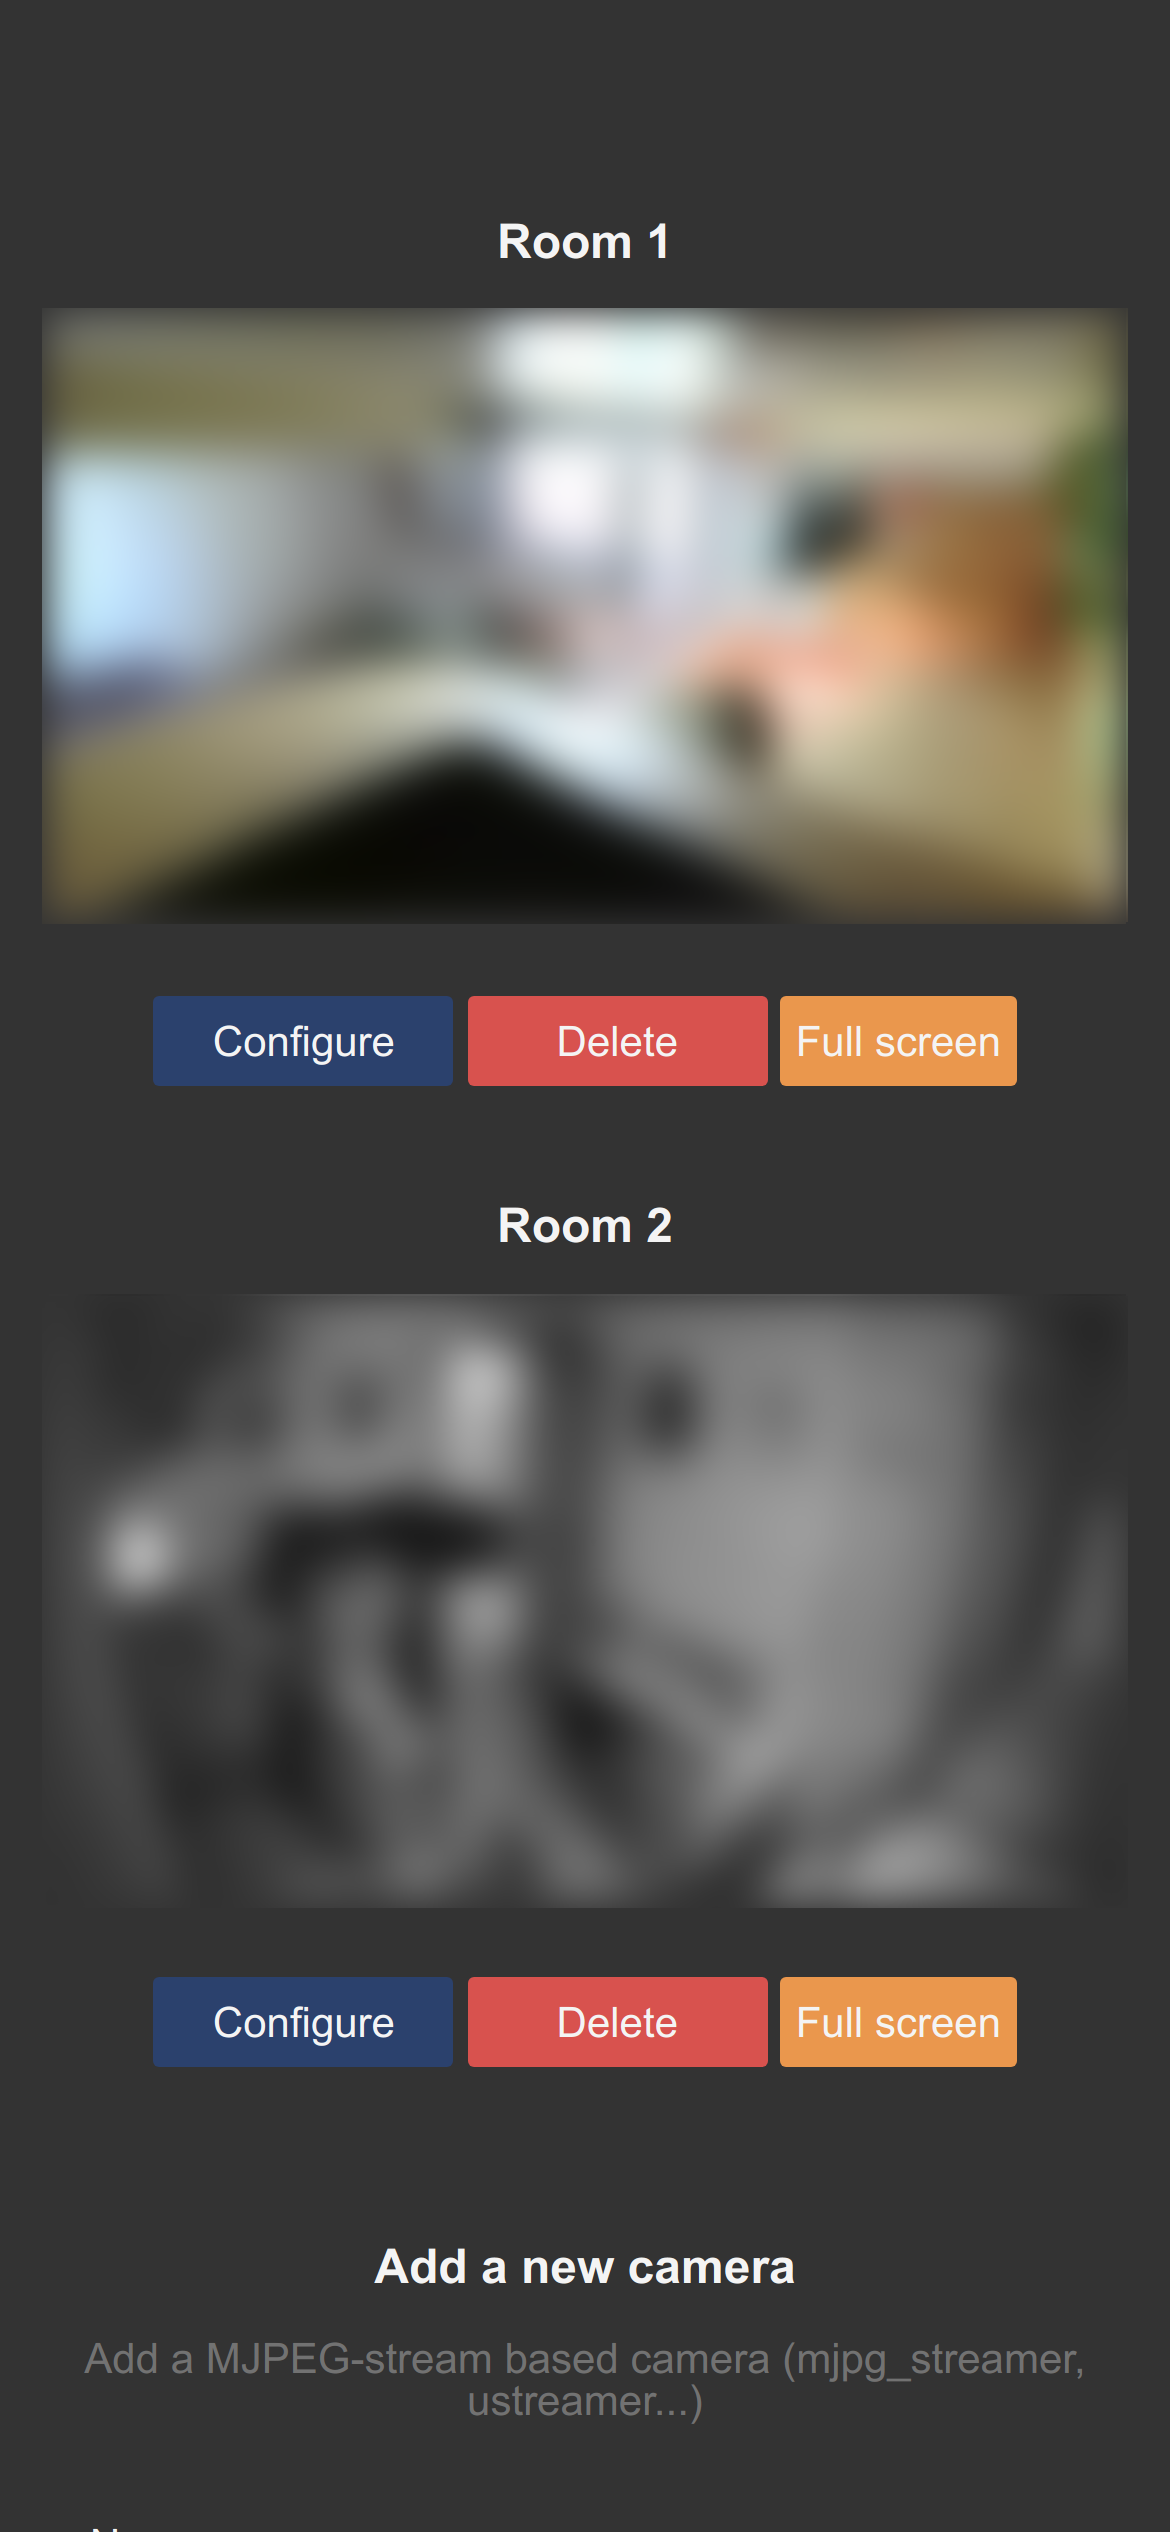 Room 1
Configure
Delete
Full screen
Room 2
Configure
Delete
Full screen
Add a new camera
Add a MJPEG-stream based camera (mjpg_streamer,
ustreamer...)